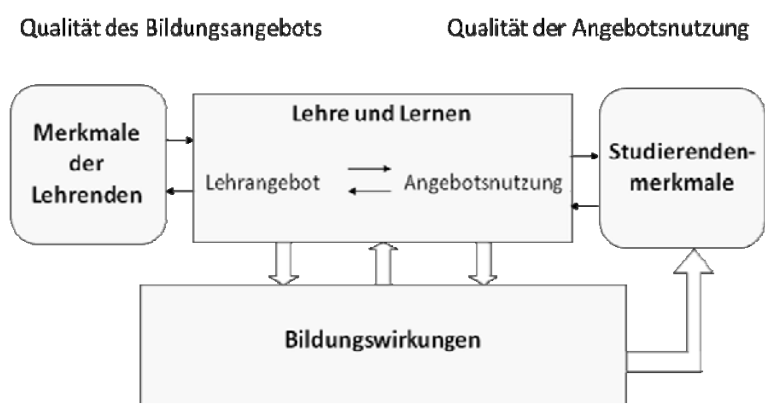 Qualität des Bildungsangebots
Qualität der Angebotsnutzung
Merkmale
der
Lehrenden
Lehre und Lernen
Lehrangebot
Angebotsnutzung
Studierenden-
merkmale
Bildungswirkungen